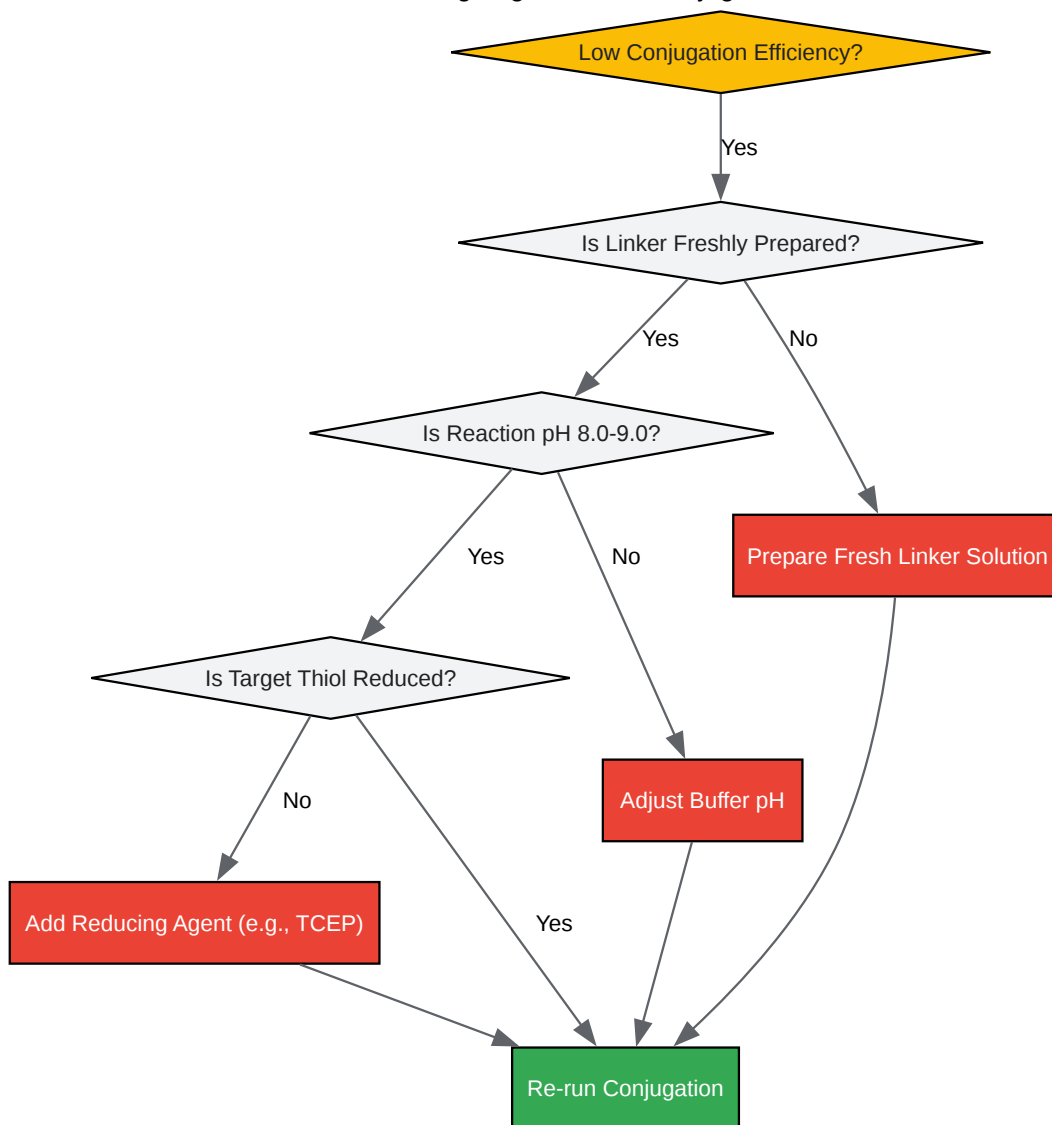 Low Conjugation Efficiency?
Yes
Is Linker Freshly Prepared?
Yes
No
Is Reaction pH 8.0-9.0?
Yes
No
Prepare Fresh Linker Solution
Is Target Thiol Reduced?
No
Adjust Buffer pH
Add Reducing Agent (e.g., TCEP)
Yes
Re-run Conjugation